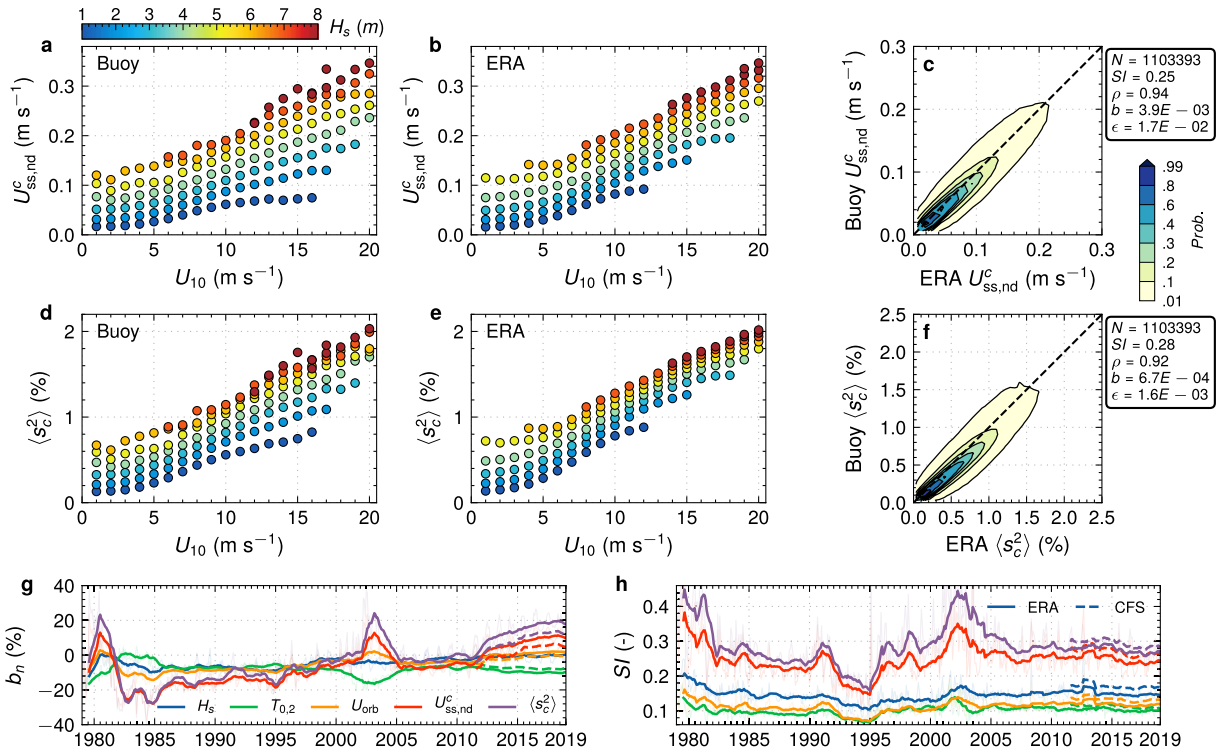 1 2 3 4 5 6 7 8 H_s (m)
a Buoy
U^c_ss,nd (m s⁻¹)
0.3
0.2
0.1
0.0
0 5 10 15 20
U_10 (m s⁻¹)
b ERA
U^c_ss,nd (m s⁻¹)
0.3
0.2
0.1
0.0
0 5 10 15 20
U_10 (m s⁻¹)
c
Buoy U^c_ss,nd (m s⁻¹)
0.3
0.2
0.1
0.0
0.0 0.1 0.2 0.3
ERA U^c_ss,nd (m s⁻¹)
N = 1103393
SI = 0.25
ρ = 0.94
b = 3.9E − 03
ϵ = 1.7E − 02
.99
.8
.6
.4
.3
.2
.1
.01
Prob.
d Buoy
⟨s_c^2⟩ (%)
2
1
0
0 5 10 15 20
U_10 (m s⁻¹)
e ERA
⟨s_c^2⟩ (%)
2
1
0
0 5 10 15 20
U_10 (m s⁻¹)
f
Buoy ⟨s_c^2⟩ (%)
2.5
2.0
1.5
1.0
0.5
0.0
0.0 0.5 1.0 1.5 2.0 2.5
ERA ⟨s_c^2⟩ (%)
N = 1103393
SI = 0.28
ρ = 0.92
b = 6.7E − 04
ϵ = 1.6E − 03
g
b_n (%)
40
20
0
−20
−40
H_s T_0,2 U_orb U^c_ss,nd ⟨s_c^2⟩
1980 1985 1990 1995 2000 2005 2010 2015 2019
h
SI (-)
0.4
0.3
0.2
0.1
ERA CFS
1980 1985 1990 1995 2000 2005 2010 2015 2019